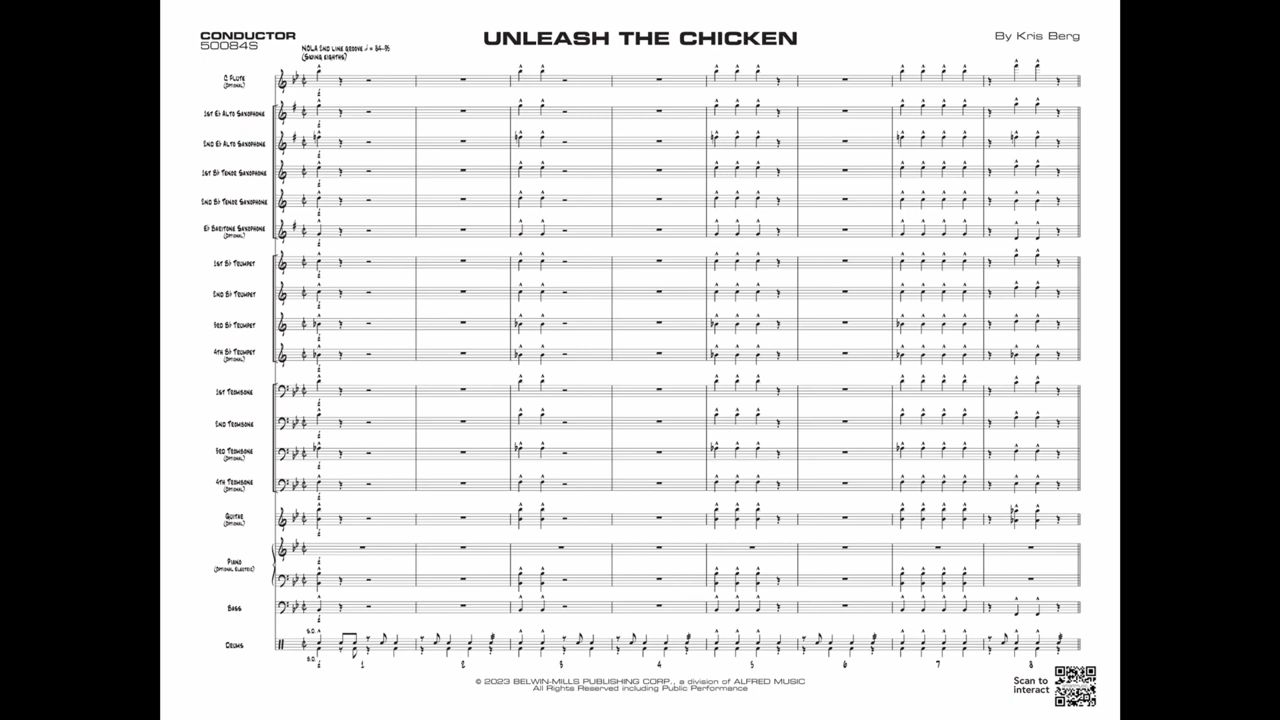 CONDUCTOR
50084S
UNLEASH THE CHICKEN
By Kris Berg
NOLA 2ND LINE GROOVE 𝅗𝅥 = 84-95
(SWING EIGHTHS)
C FLUTE
(OPTIONAL)
1ST E♭ ALTO SAXOPHONE
2ND E♭ ALTO SAXOPHONE
1ST B♭ TENOR SAXOPHONE
2ND B♭ TENOR SAXOPHONE
E♭ BARITONE SAXOPHONE
(OPTIONAL)
1ST B♭ TRUMPET
2ND B♭ TRUMPET
3RD B♭ TRUMPET
4TH B♭ TRUMPET
(OPTIONAL)
1ST TROMBONE
2ND TROMBONE
3RD TROMBONE
(OPTIONAL)
4TH TROMBONE
(OPTIONAL)
GUITAR
(OPTIONAL)
PIANO
(OPTIONAL ELECTRIC)
BASS
DRUMS
S.D.
B.D.
1 2 3 4 5 6 7 8
© 2023 BELWIN-MILLS PUBLISHING CORP., a division of ALFRED MUSIC
All Rights Reserved including Public Performance
Scan to
interact